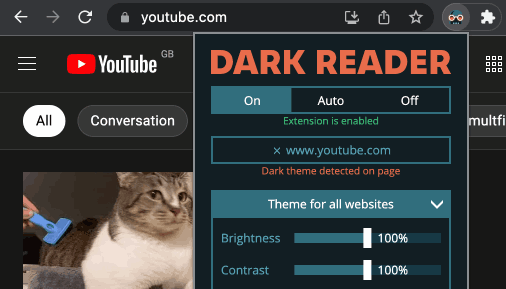 youtube.com
YouTube GB
DARK READER
On Auto Off
Extension is enabled
× www.youtube.com
Dark theme detected on page
Theme for all websites
Brightness 100%
Contrast 100%
All Conversation
multifi